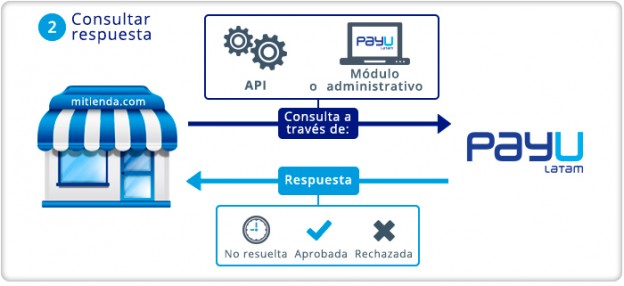 2 Consultar
respuesta
PAYU
LATAM
API o Módulo
administrativo
mitienda.com
Consulta a
través de:
PAYU
LATAM
Respuesta
No resuelta Aprobada Rechazada